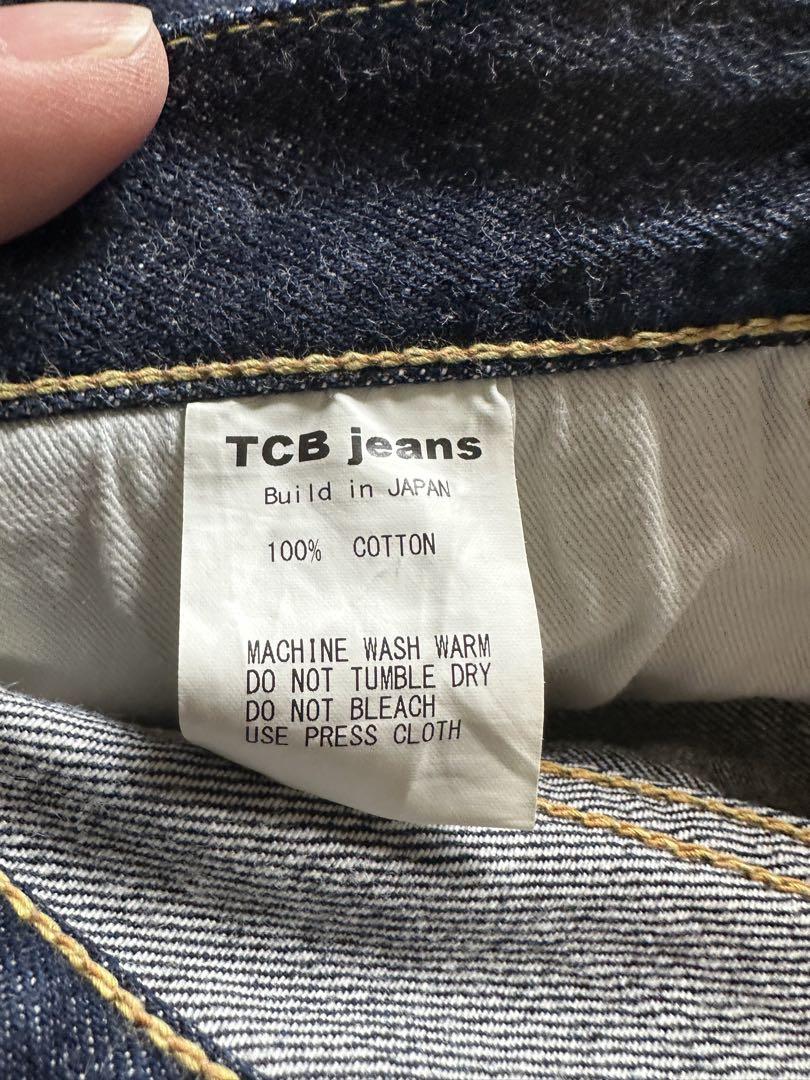 TCB jeans
Build in JAPAN
100% COTTON
MACHINE WASH WARM
DO NOT TUMBLE DRY
DO NOT BLEACH
USE PRESS CLOTH